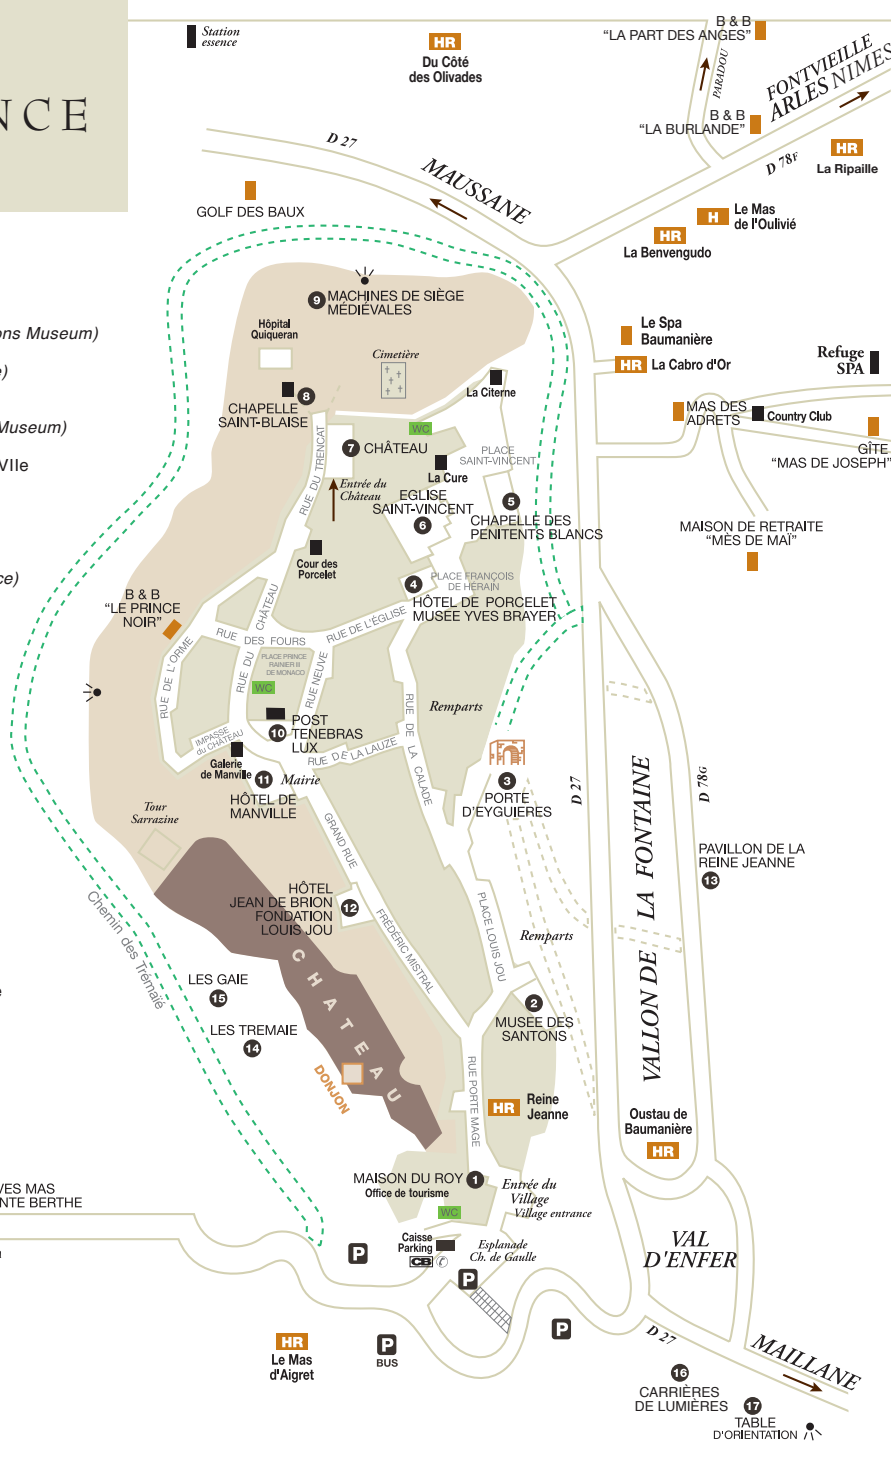 NCE
Station
essence
HR
Du Côté
des Olivades
B & B
“LA PART DES ANGES”
PARADOU
FONTVIEILLE
ARLES NIMES
B & B
“LA BURLANDE”
D 78F
HR
La Ripaille
D 27
MAUSSANE
GOLF DES BAUX
H
Le Mas
de l'Oulivié
HR
La Benvengudo
9
MACHINES DE SIÈGE
MÉDIÉVALES
ons Museum)
Hôpital
Quiqueran
Cimetière
Le Spa
Baumanière
HR
La Cabro d'Or
Refuge
SPA
e)
La Citerne
8
CHAPELLE
SAINT-BLAISE
MAS DES
ADRETS
Country Club
Museum)
WC
RUE DU TRENCAT
7
CHÂTEAU
PLACE
SAINT-VINCENT
GÎTE
“MAS DE JOSEPH”
VIIe
La Cure
Entrée du
Château
EGLISE
SAINT-VINCENT
6
5
CHAPELLE DES
PENITENTS BLANCS
MAISON DE RETRAITE
“MÈS DE MAÏ”
Cour des
Porcelet
ce)
PLACE FRANÇOIS
DE HÉRAIN
4
HÔTEL DE PORCELET
MUSEE YVES BRAYER
B & B
“LE PRINCE
NOIR”
RUE DES FOURS
RUE DE L'ÉGLISE
RUE DU CHÂTEAU
PLACE PRINCE
RAINIER III
DE MONACO
RUE NEUVE
RUE DE L'ORME
WC
Remparts
RUE DE LA CALADE
10
POST
TENEBRAS
LUX
IMPASSE
du CHÂTEAU
RUE DE LA LAUZE
Galerie
de Manville
11
Mairie
HÔTEL DE
MANVILLE
3
PORTE
D'EYGUIERES
D 27
VALLON DE LA FONTAINE
D 78G
Tour
Sarrazine
GRAND RUE
FRÉDÉRIC MISTRAL
PAVILLON DE LA
REINE JEANNE
13
HÔTEL
JEAN DE BRION
FONDATION
LOUIS JOU
12
PLACE LOUIS JOU
Remparts
Chemin des Trémaïé
CHATEAU
LES GAIE
15
e
2
MUSEE DES
SANTONS
LES TREMAIE
14
DONJON
RUE PORTE MAGE
HR
Reine
Jeanne
Oustau de
Baumanière
HR
MAISON DU ROY
1
Office de tourisme
Entrée du
Village
Village entrance
VES MAS
NTE BERTHE
WC
Caisse
Parking
CB
Esplanade
Ch. de Gaulle
VAL
D'ENFER
P
P
P
P
BUS
HR
Le Mas
d'Aigret
D 27
MAILLANE
16
CARRIÈRES
DE LUMIÈRES
17
TABLE
D'ORIENTATION